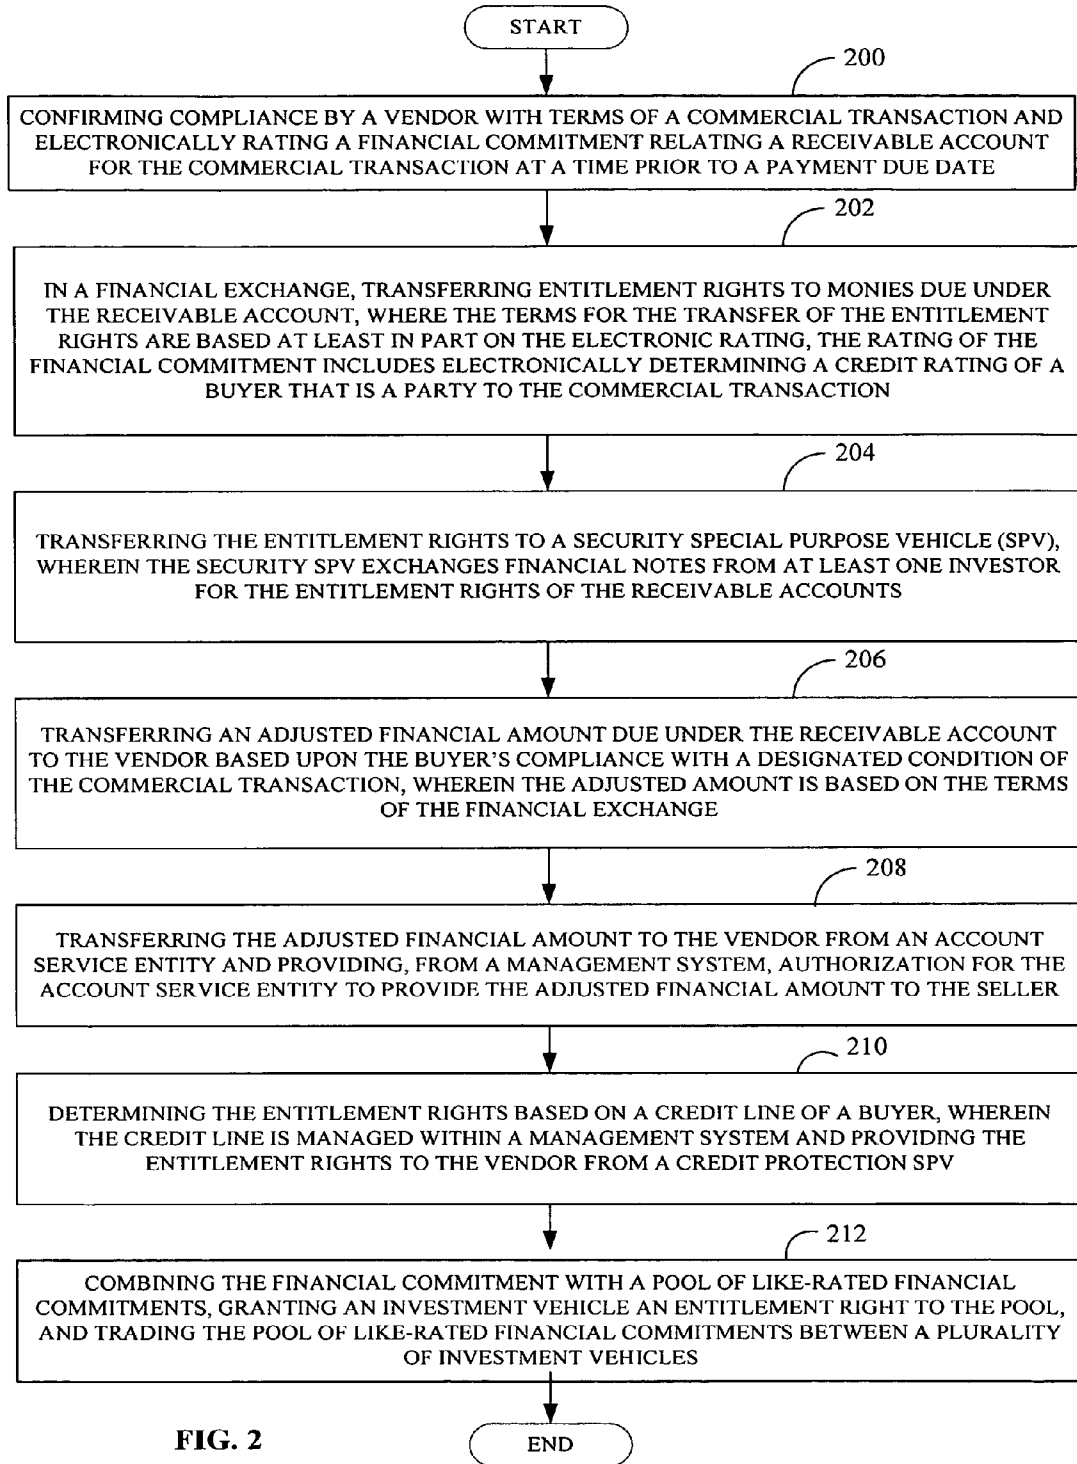 START
200
CONFIRMING COMPLIANCE BY A VENDOR WITH TERMS OF A COMMERCIAL TRANSACTION AND
ELECTRONICALLY RATING A FINANCIAL COMMITMENT RELATING A RECEIVABLE ACCOUNT
FOR THE COMMERCIAL TRANSACTION AT A TIME PRIOR TO A PAYMENT DUE DATE
202
IN A FINANCIAL EXCHANGE, TRANSFERRING ENTITLEMENT RIGHTS TO MONIES DUE UNDER
THE RECEIVABLE ACCOUNT, WHERE THE TERMS FOR THE TRANSFER OF THE ENTITLEMENT
RIGHTS ARE BASED AT LEAST IN PART ON THE ELECTRONIC RATING, THE RATING OF THE
FINANCIAL COMMITMENT INCLUDES ELECTRONICALLY DETERMINING A CREDIT RATING OF A
BUYER THAT IS A PARTY TO THE COMMERCIAL TRANSACTION
204
TRANSFERRING THE ENTITLEMENT RIGHTS TO A SECURITY SPECIAL PURPOSE VEHICLE (SPV),
WHEREIN THE SECURITY SPV EXCHANGES FINANCIAL NOTES FROM AT LEAST ONE INVESTOR
FOR THE ENTITLEMENT RIGHTS OF THE RECEIVABLE ACCOUNTS
206
TRANSFERRING AN ADJUSTED FINANCIAL AMOUNT DUE UNDER THE RECEIVABLE ACCOUNT
TO THE VENDOR BASED UPON THE BUYER'S COMPLIANCE WITH A DESIGNATED CONDITION OF
THE COMMERCIAL TRANSACTION, WHEREIN THE ADJUSTED AMOUNT IS BASED ON THE TERMS
OF THE FINANCIAL EXCHANGE
208
TRANSFERRING THE ADJUSTED FINANCIAL AMOUNT TO THE VENDOR FROM AN ACCOUNT
SERVICE ENTITY AND PROVIDING, FROM A MANAGEMENT SYSTEM, AUTHORIZATION FOR THE
ACCOUNT SERVICE ENTITY TO PROVIDE THE ADJUSTED FINANCIAL AMOUNT TO THE SELLER
210
DETERMINING THE ENTITLEMENT RIGHTS BASED ON A CREDIT LINE OF A BUYER, WHEREIN
THE CREDIT LINE IS MANAGED WITHIN A MANAGEMENT SYSTEM AND PROVIDING THE
ENTITLEMENT RIGHTS TO THE VENDOR FROM A CREDIT PROTECTION SPV
212
COMBINING THE FINANCIAL COMMITMENT WITH A POOL OF LIKE-RATED FINANCIAL
COMMITMENTS, GRANTING AN INVESTMENT VEHICLE AN ENTITLEMENT RIGHT TO THE POOL,
AND TRADING THE POOL OF LIKE-RATED FINANCIAL COMMITMENTS BETWEEN A PLURALITY
OF INVESTMENT VEHICLES
FIG. 2
END